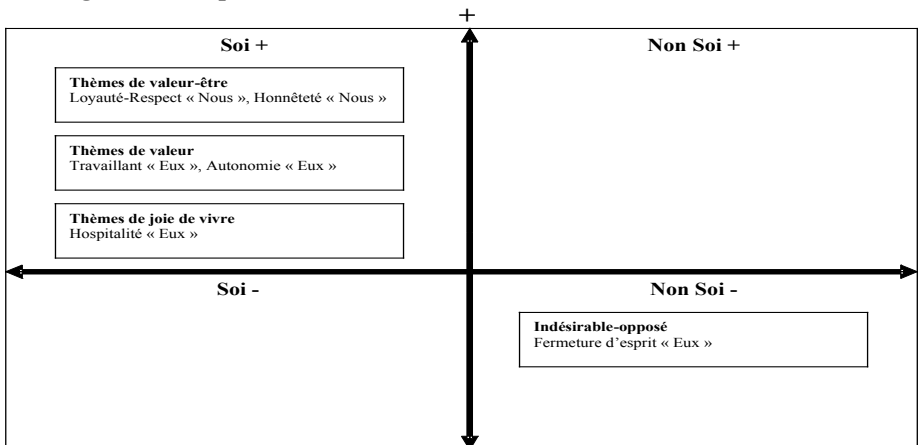 +
Soi +
Non Soi +
Thèmes de valeur-être
Loyauté-Respect « Nous », Honnêteté « Nous »
Thèmes de valeur
Travaillant « Eux », Autonomie « Eux »
Thèmes de joie de vivre
Hospitalité « Eux »
Soi -
Non Soi -
Indésirable-opposé
Fermeture d'esprit « Eux »